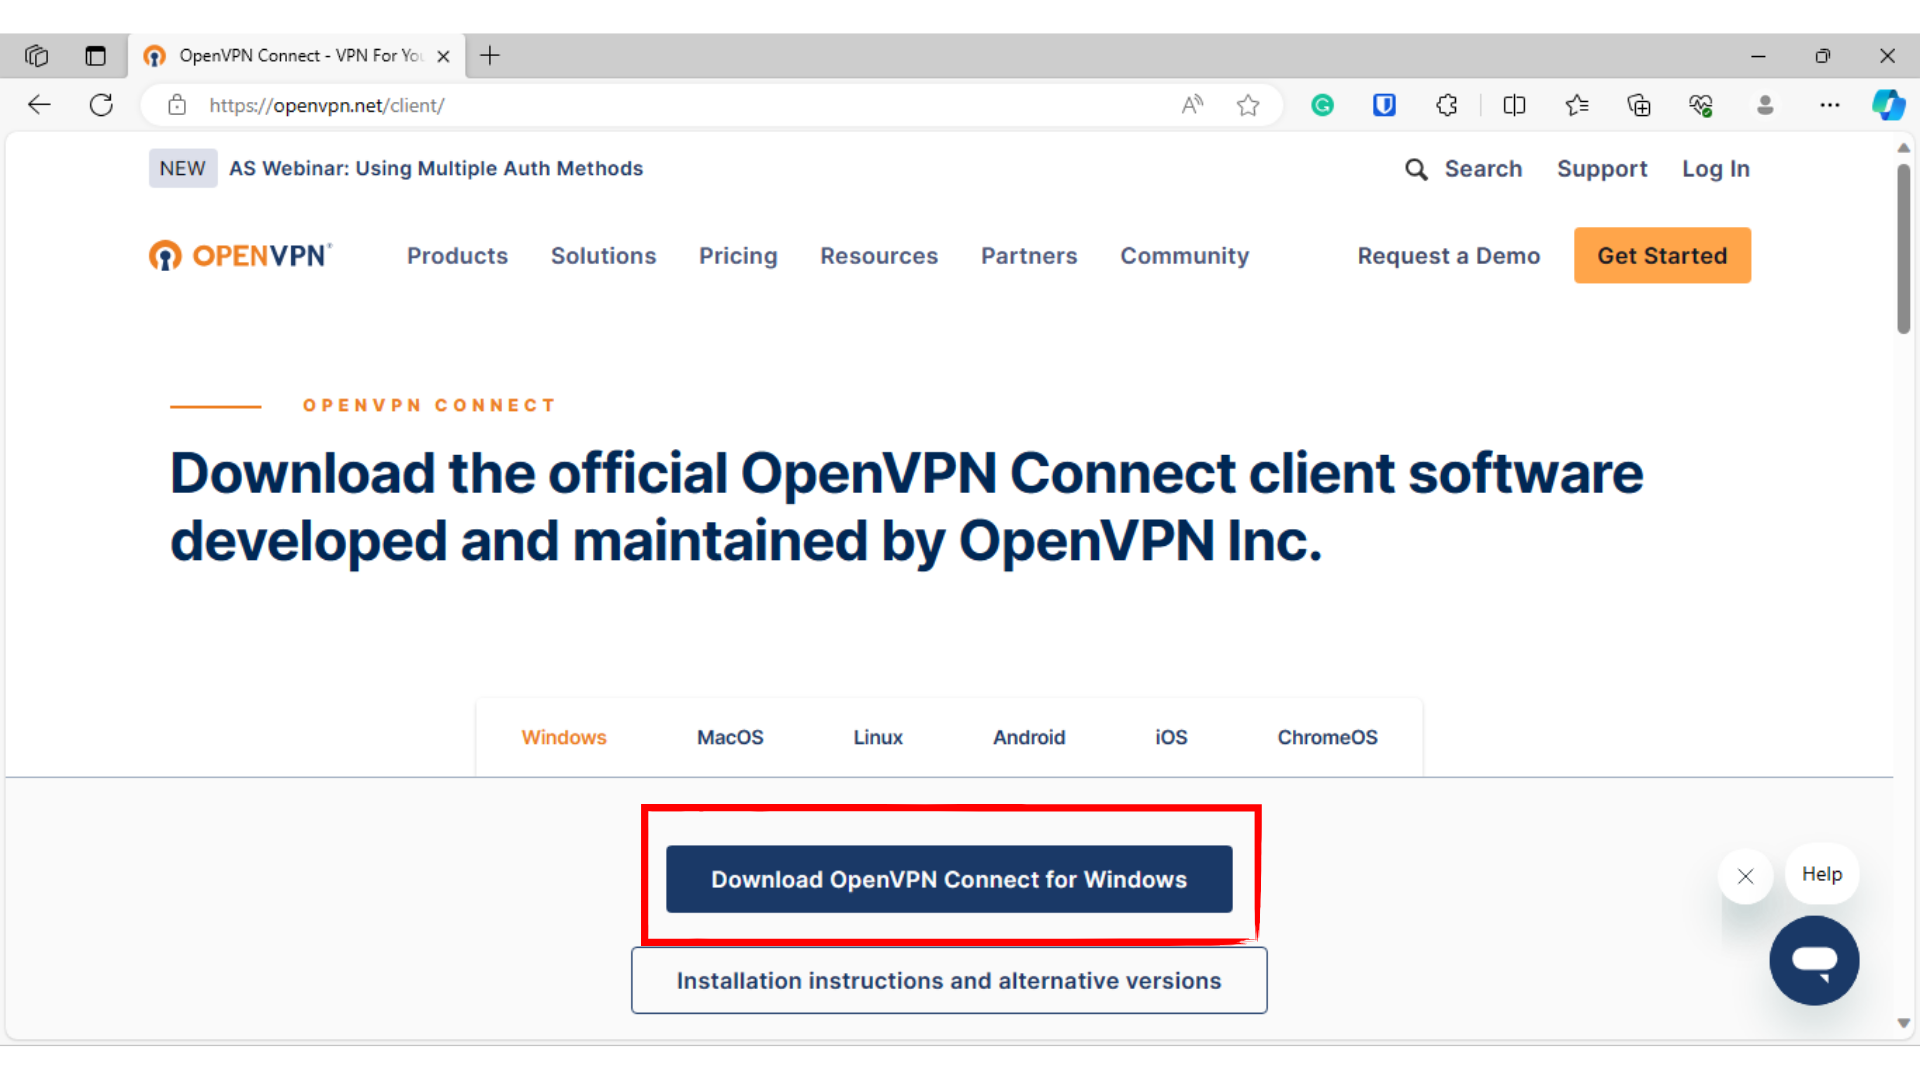 OpenVPN Connect - VPN For You
https://openvpn.net/client/
NEW AS Webinar: Using Multiple Auth Methods
Search Support Log In
OPENVPN Products Solutions Pricing Resources Partners Community Request a Demo Get Started
OPENVPN CONNECT
Download the official OpenVPN Connect client software
developed and maintained by OpenVPN Inc.
Windows MacOS Linux Android iOS ChromeOS
Download OpenVPN Connect for Windows
Help
Installation instructions and alternative versions